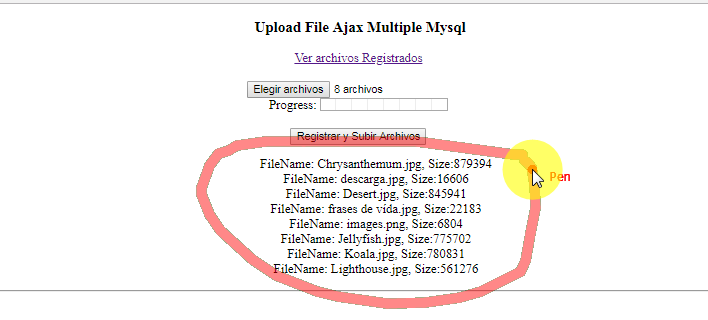 Upload File Ajax Multiple Mysql
Ver archivos Registrados
Elegir archivos 8 archivos
Progress:
Registrar y Subir Archivos
FileName: Chrysanthemum.jpg, Size:879394
Pen
FileName: descarga.jpg, Size:16606
FileName: Desert.jpg, Size:845941
FileName: frases de vida.jpg, Size:22183
FileName: images.png, Size:6804
FileName: Jellyfish.jpg, Size:775702
FileName: Koala.jpg, Size:780831
FileName: Lighthouse.jpg, Size:561276